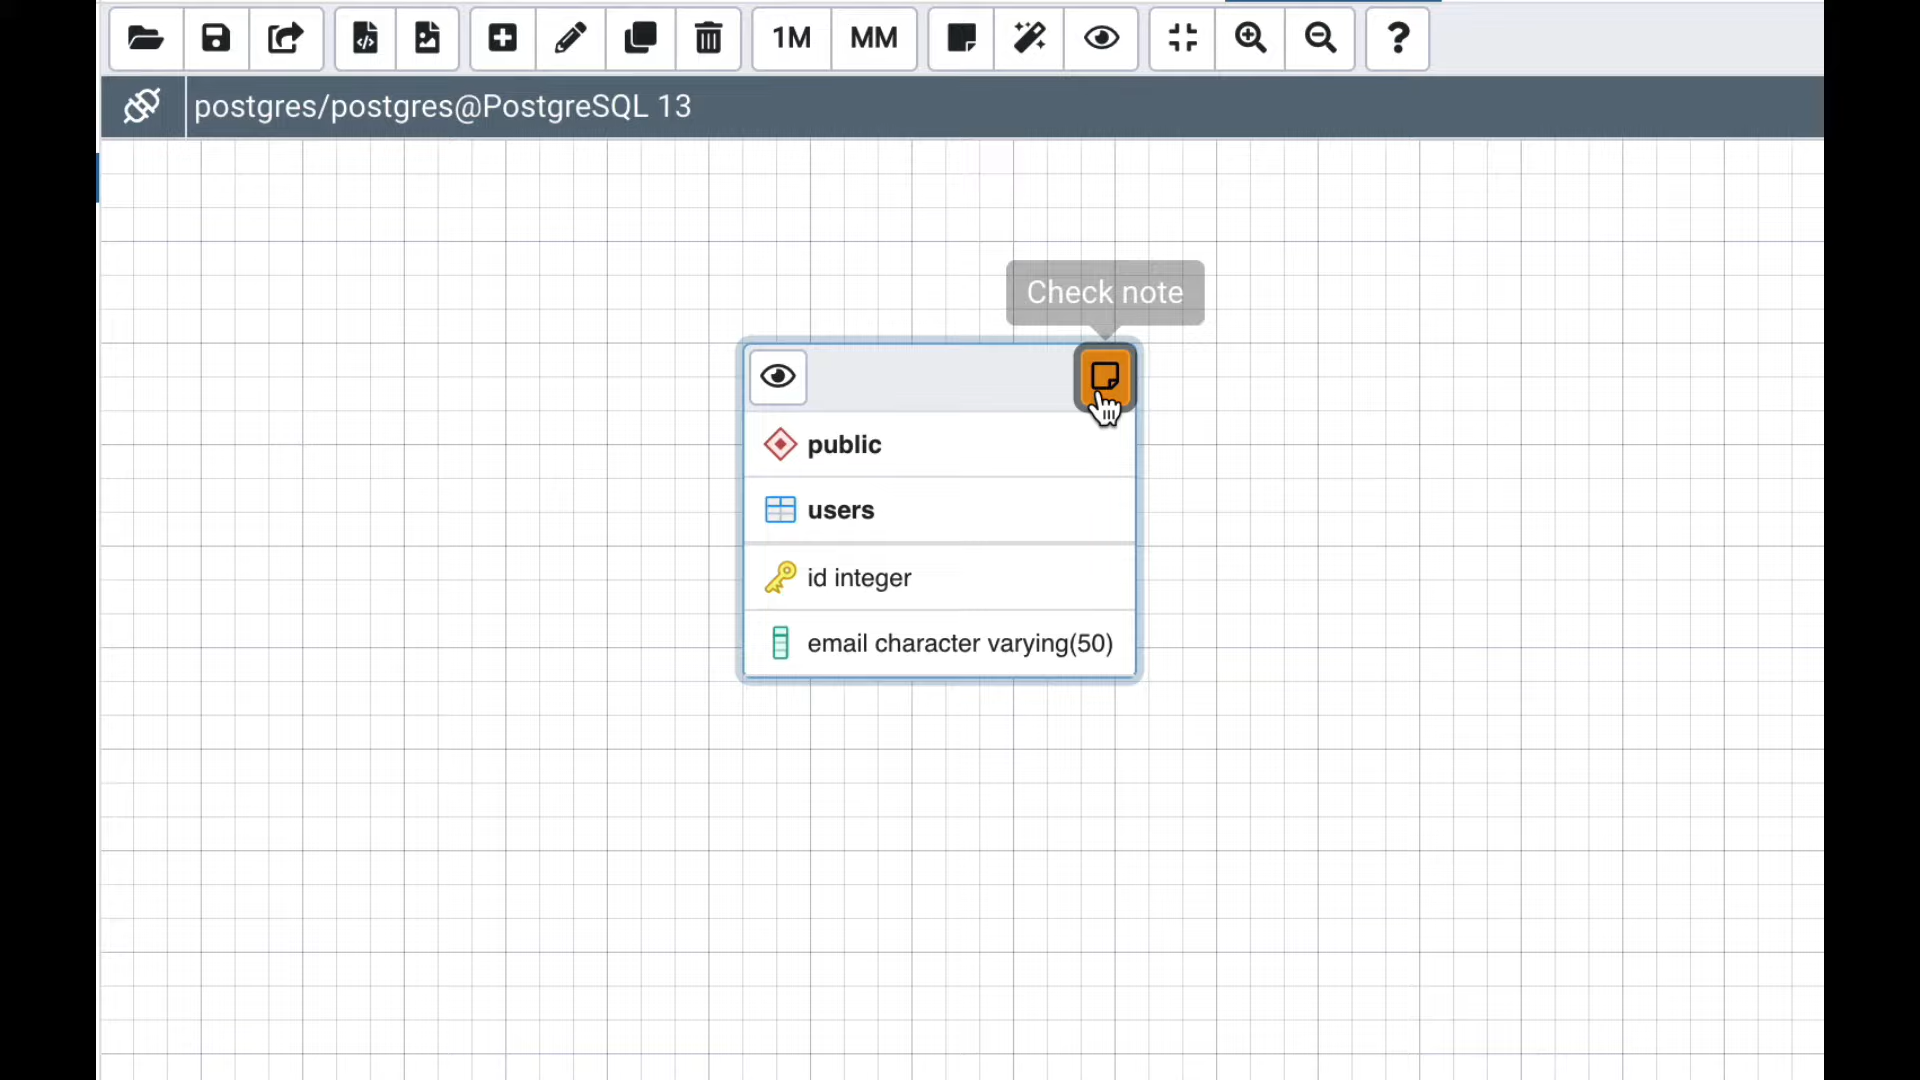 1M MM ?
postgres/postgres@PostgreSQL 13
Check note
public
users
id integer
email character varying(50)